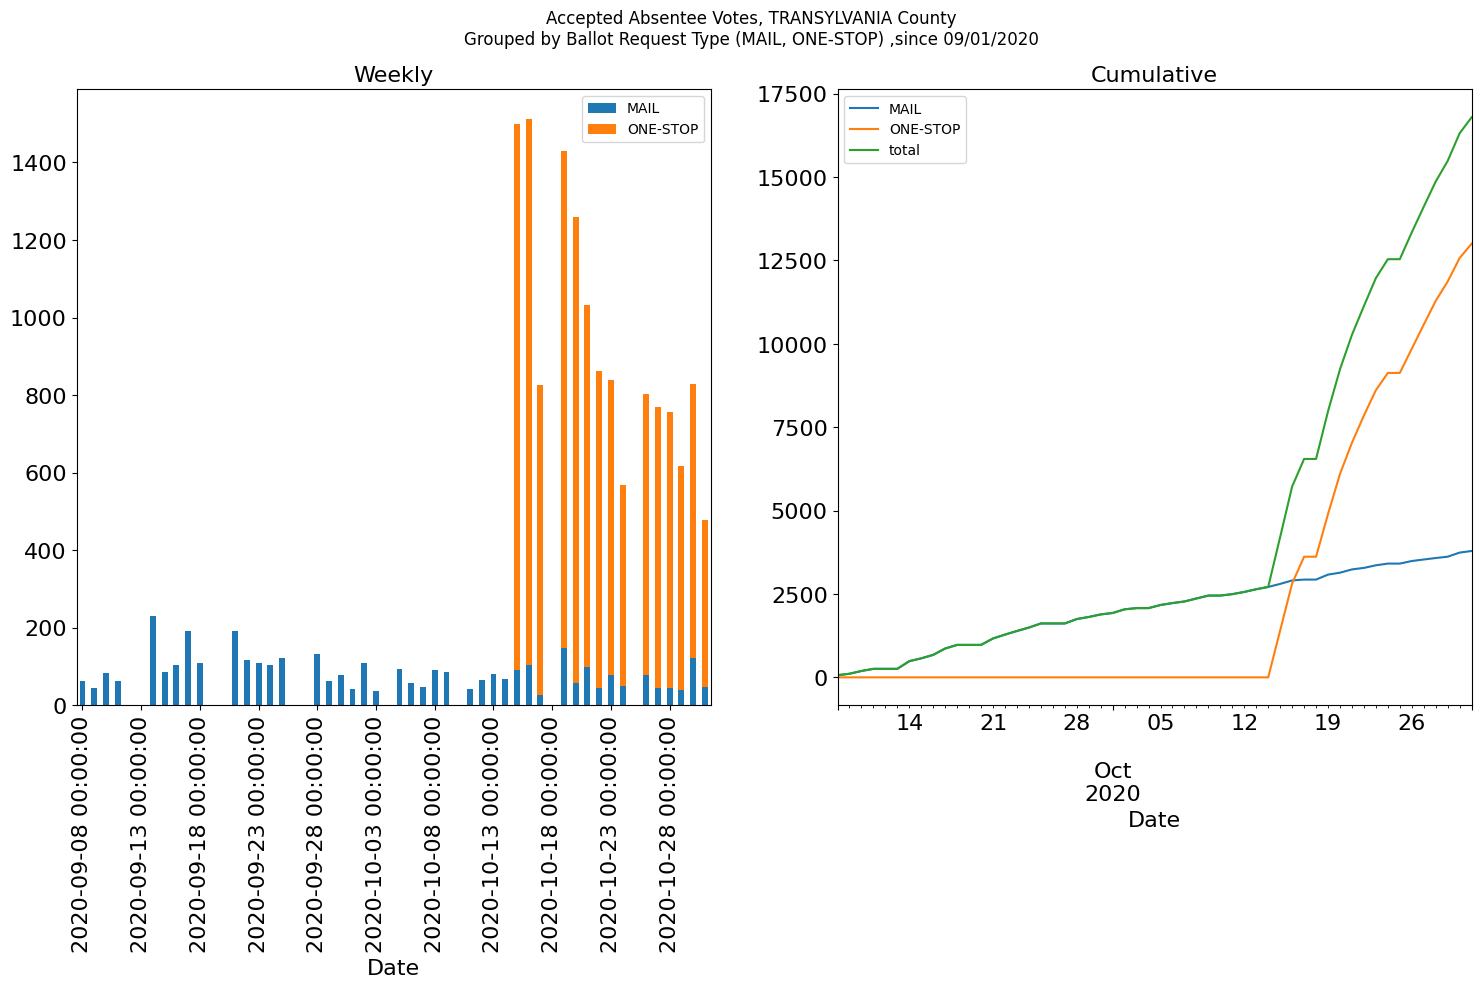 Accepted Absentee Votes, TRANSYLVANIA County
Grouped by Ballot Request Type (MAIL, ONE-STOP) ,since 09/01/2020
Weekly
MAIL
ONE-STOP
1400
1200
1000
800
600
400
200
0
2020-09-08 00:00:00
2020-09-13 00:00:00
2020-09-18 00:00:00
2020-09-23 00:00:00
2020-09-28 00:00:00
2020-10-03 00:00:00
2020-10-08 00:00:00
2020-10-13 00:00:00
2020-10-18 00:00:00
2020-10-23 00:00:00
2020-10-28 00:00:00
Date
Cumulative
MAIL
ONE-STOP
total
17500
15000
12500
10000
7500
5000
2500
0
14 21 28 05 12 19 26
Oct
2020
Date